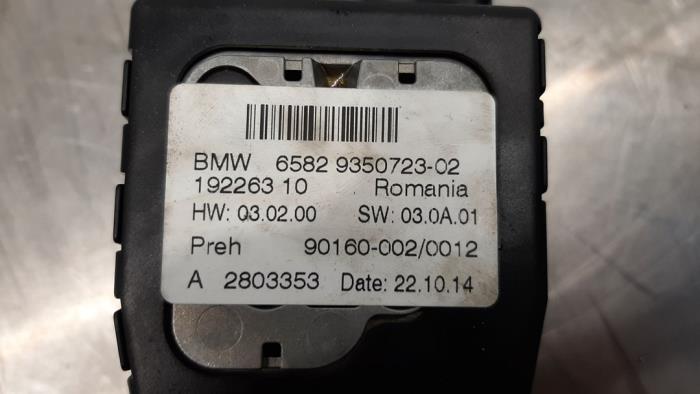 BMW 6582 9350723-02
192263 10 Romania
HW: 03.02.00 SW: 03.0A.01
Preh 90160-002/0012
A 2803353 Date: 22.10.14